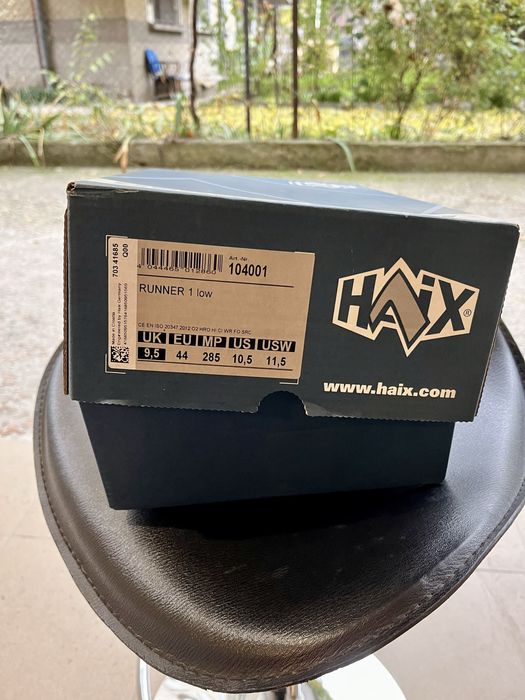 703 41685
Q00
4 044465 012860
Art.-Nr.
104001
RUNNER 1 low
CE EN ISO 20347:2012 O2 HRO HI CI WR FO SRC
UK EU MP US USW
9,5 44 285 10,5 11,5
HAIX®
www.haix.com